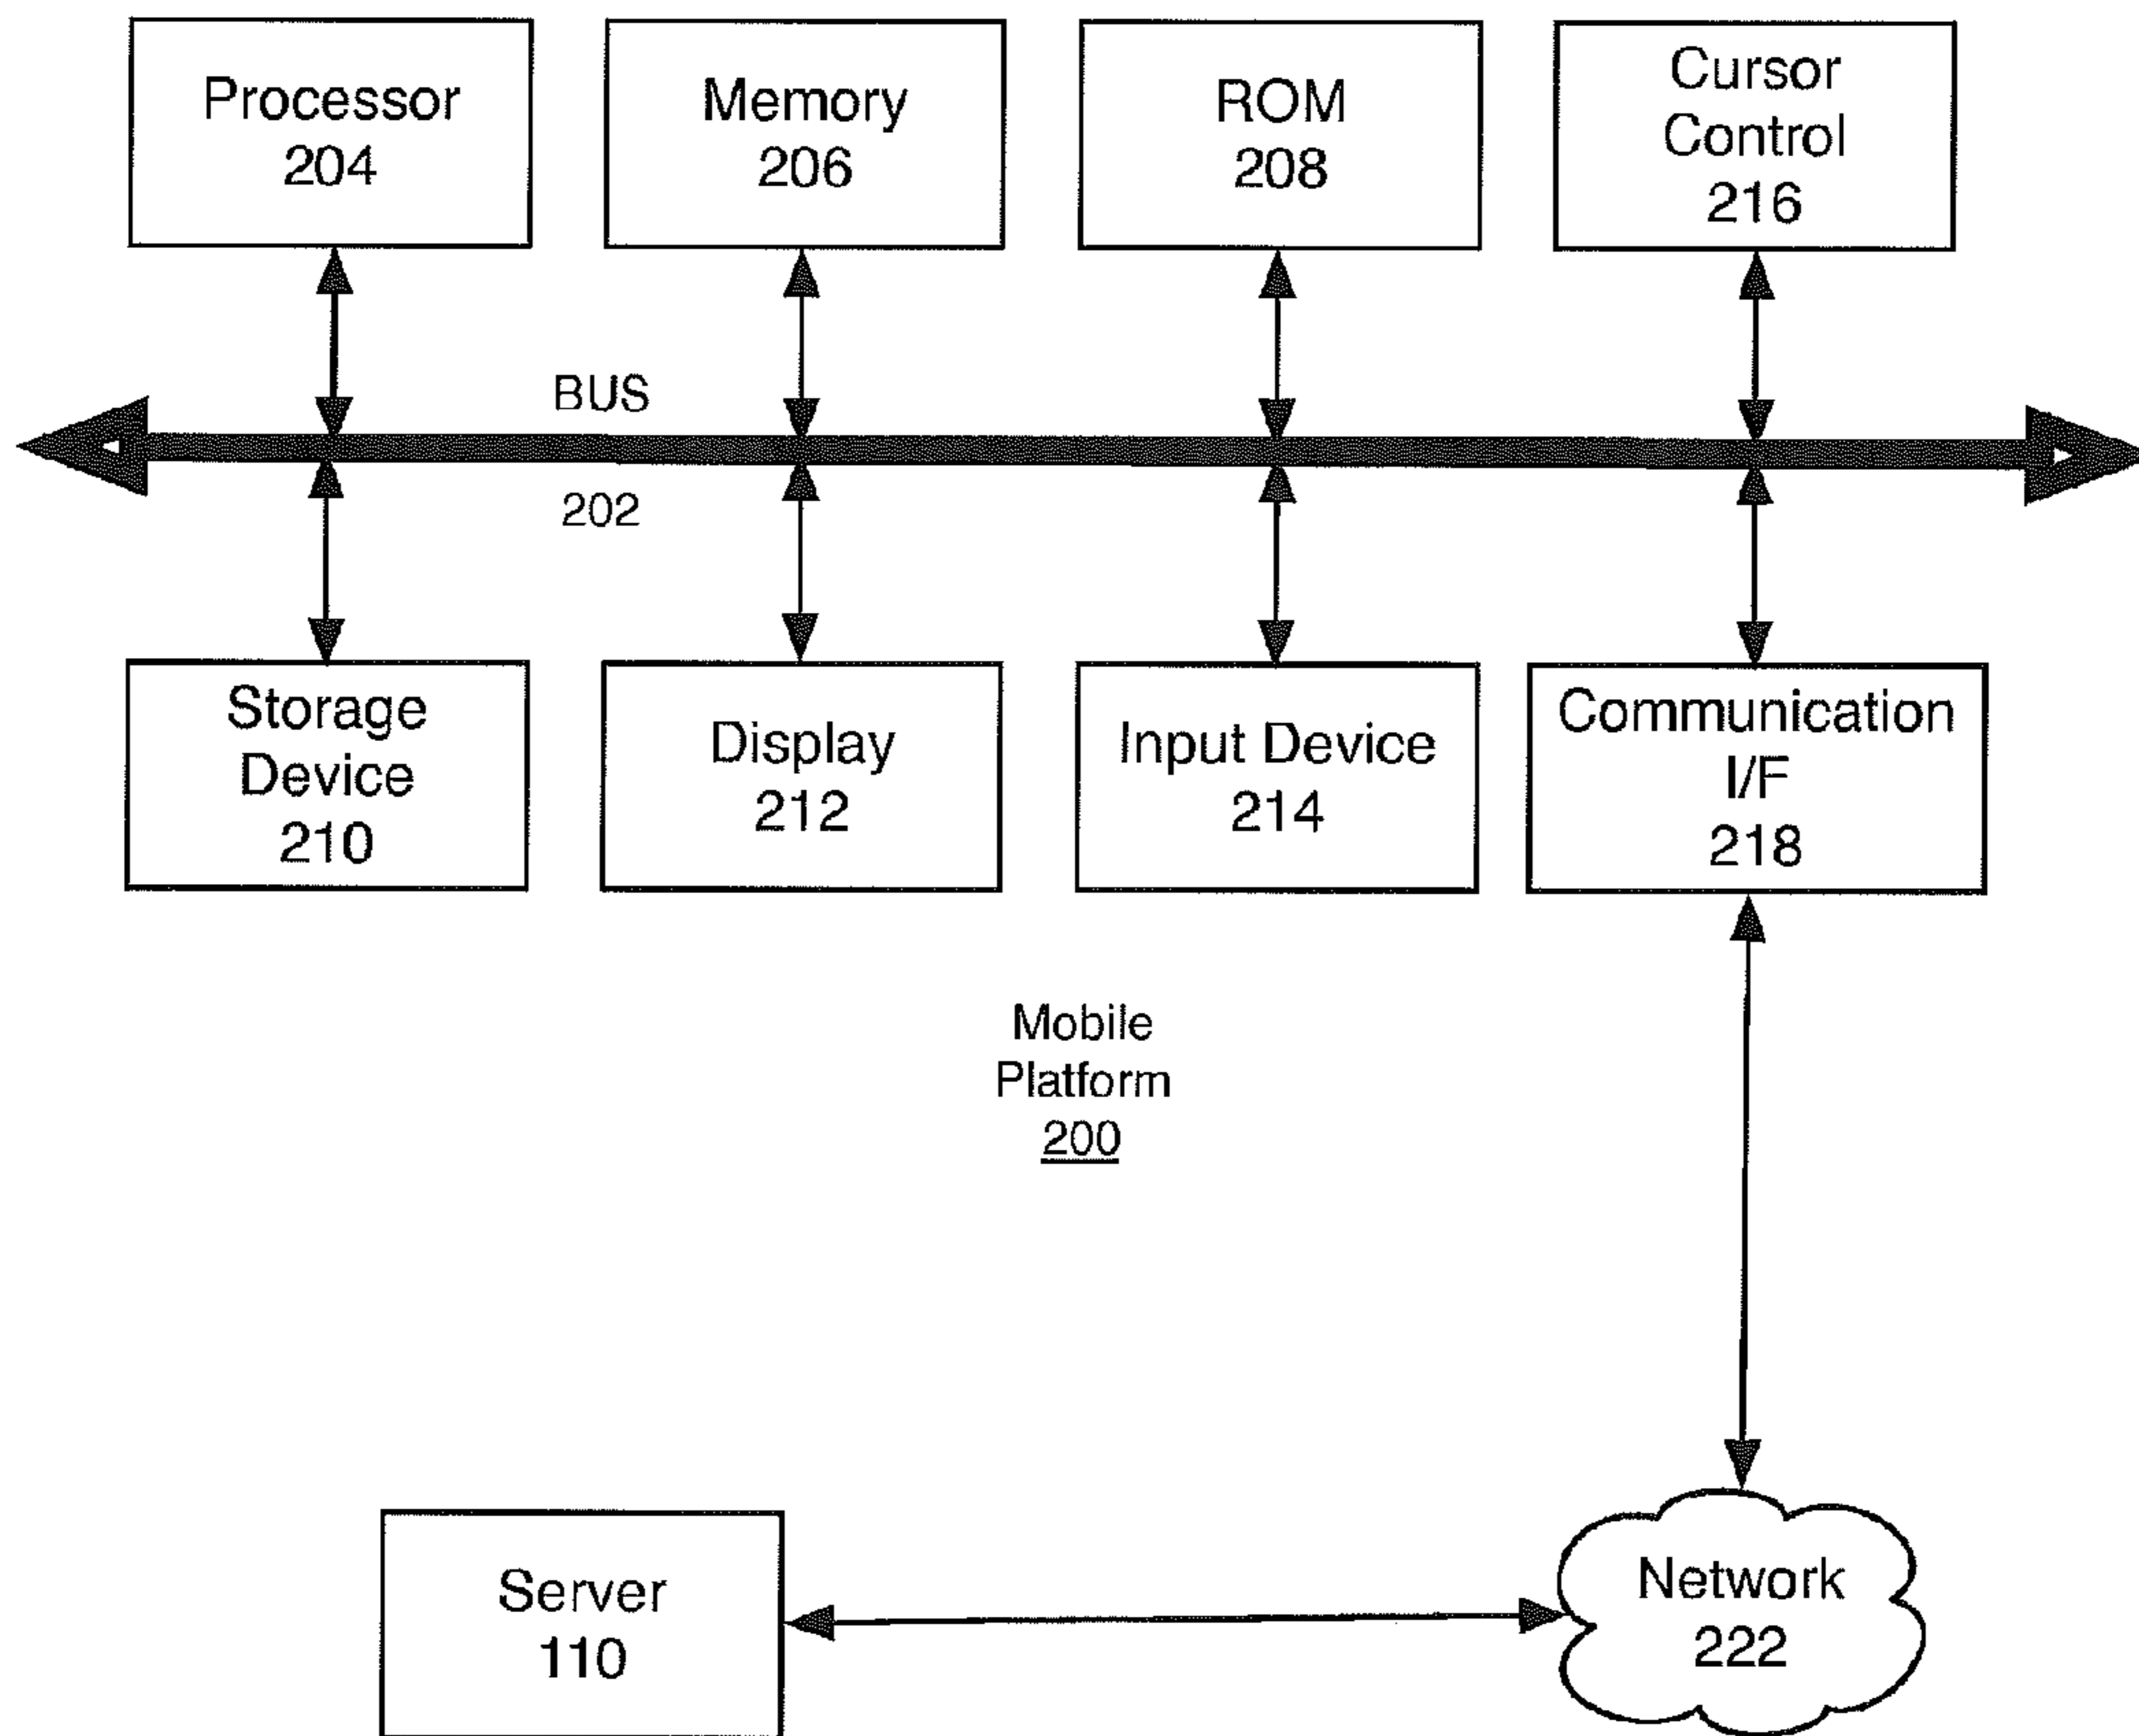 Processor
204
Memory
206
ROM
208
Cursor
Control
216
BUS
202
Storage
Device
210
Display
212
Input Device
214
Communication
I/F
218
Mobile
Platform
200
Server
110
Network
222